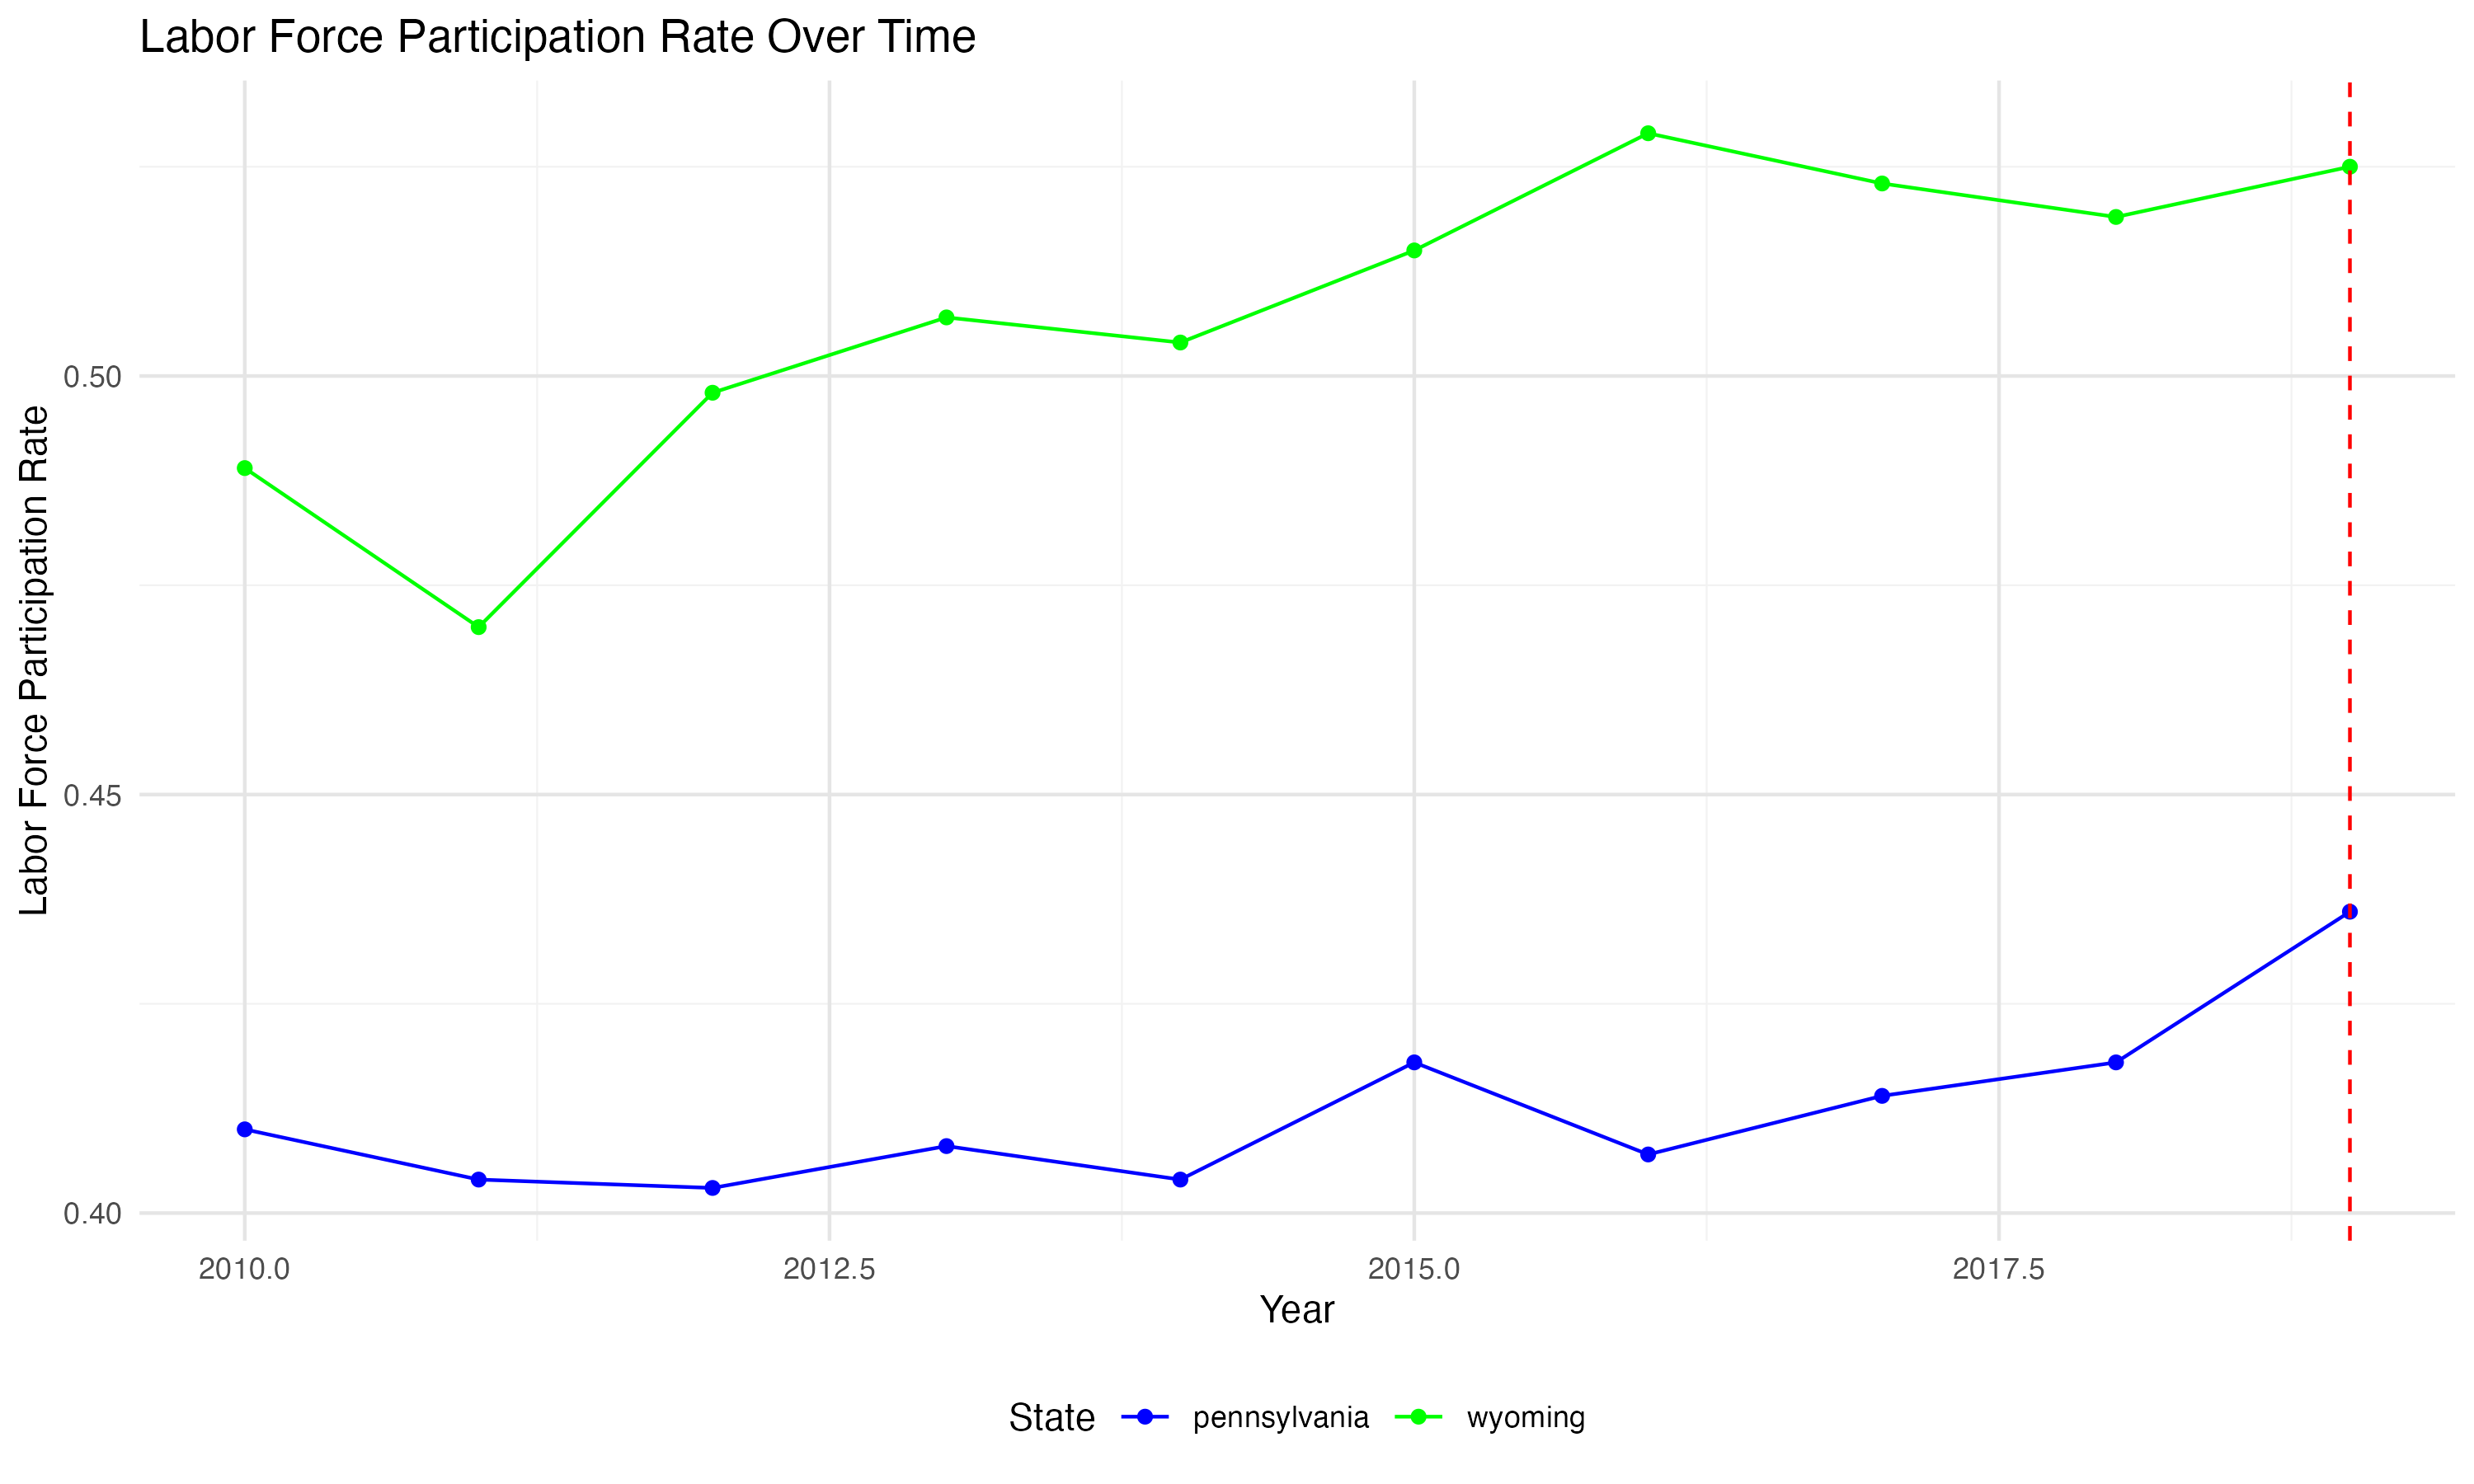 Labor Force Participation Rate Over Time
Labor Force Participation Rate
0.50
0.45
0.40
2010.0 2012.5 2015.0 2017.5
Year
State pennsylvania wyoming